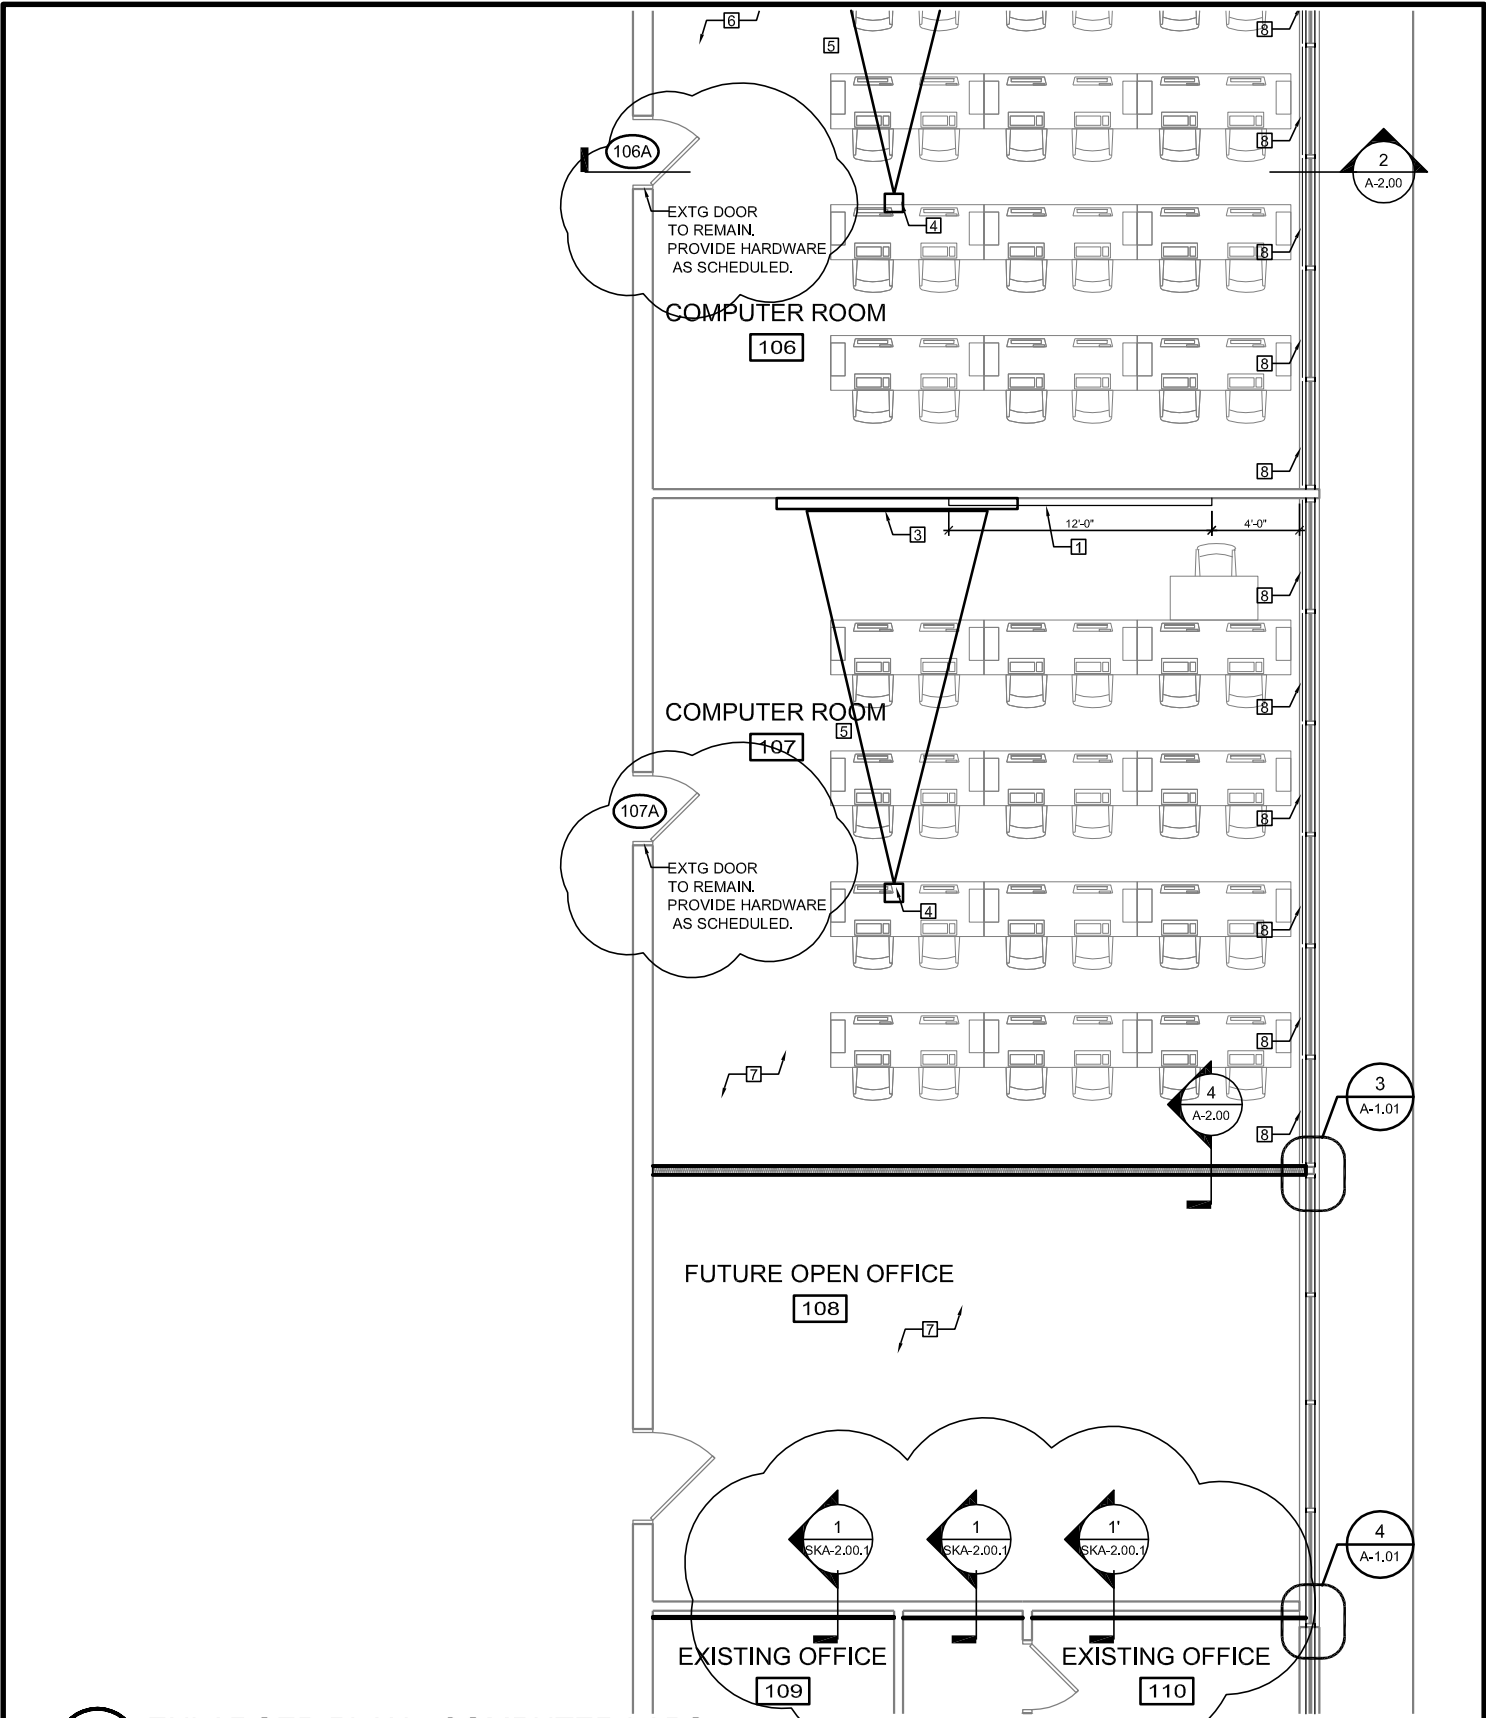 6
5
8
8
106A
2
A-2.00
EXTG DOOR
TO REMAIN.
PROVIDE HARDWARE
AS SCHEDULED.
4
8
COMPUTER ROOM
106
8
8
3
12'-0"
4'-0"
1
8
8
COMPUTER ROOM
5
107
107A
8
EXTG DOOR
TO REMAIN.
PROVIDE HARDWARE
AS SCHEDULED.
4
8
8
7
4
A-2.00
3
A-1.01
8
FUTURE OPEN OFFICE
108
7
1
SKA-2.00.1
1
SKA-2.00.1
1'
SKA-2.00.1
4
A-1.01
EXISTING OFFICE
109
EXISTING OFFICE
110